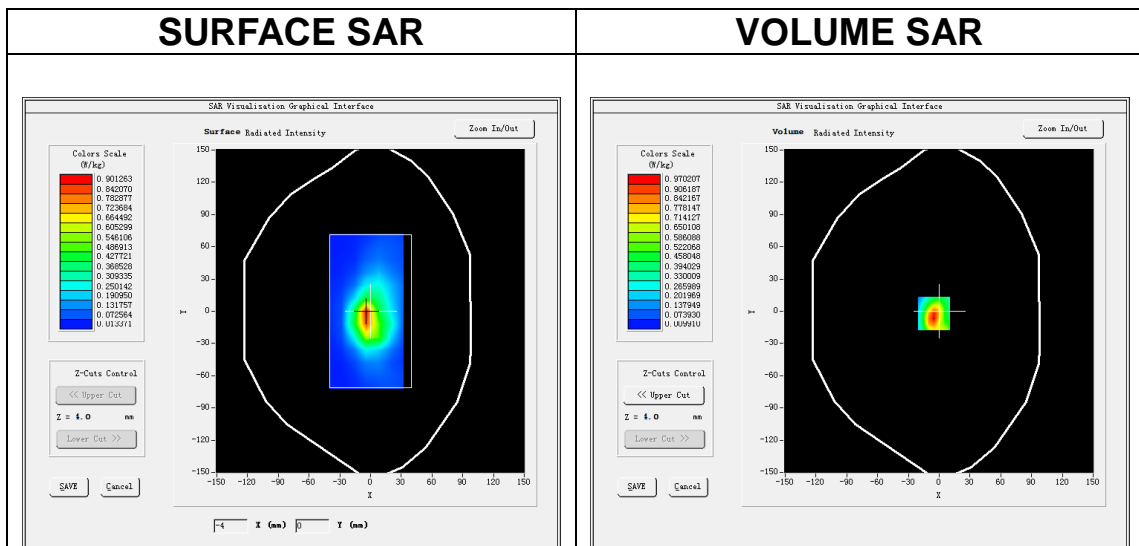 SURFACE SAR
VOLUME SAR
SAR Visualisation Graphical Interface
Surface Radiated Intensity
Zoom In/Out
Colors Scale
(W/kg)
0.901263
0.842070
0.782877
0.723684
0.664492
0.605299
0.546106
0.486913
0.427721
0.368528
0.309335
0.250142
0.190950
0.131757
0.072564
0.013371
Z-Cuts Control
<< Upper Cut
Z = 4.0 mm
Lower Cut >>
SAVE Cancel
150
120
90
60
30
0
-30
-60
-90
-120
-150
Y
-150 -120 -90 -60 -30 0 30 60 90 120 150
X
-4 X (mm) 0 Y (mm)
SAR Visualisation Graphical Interface
Volume Radiated Intensity
Zoom In/Out
Colors Scale
(W/kg)
0.970207
0.906187
0.842167
0.778147
0.714127
0.650108
0.586088
0.522068
0.458048
0.394029
0.330009
0.265989
0.201969
0.137949
0.073930
0.009910
Z-Cuts Control
<< Upper Cut
Z = 4.0 mm
Lower Cut >>
SAVE Cancel
150
120
90
60
30
0
-30
-60
-90
-120
-150
Y
-150 -120 -90 -60 -30 0 30 60 90 120 150
X